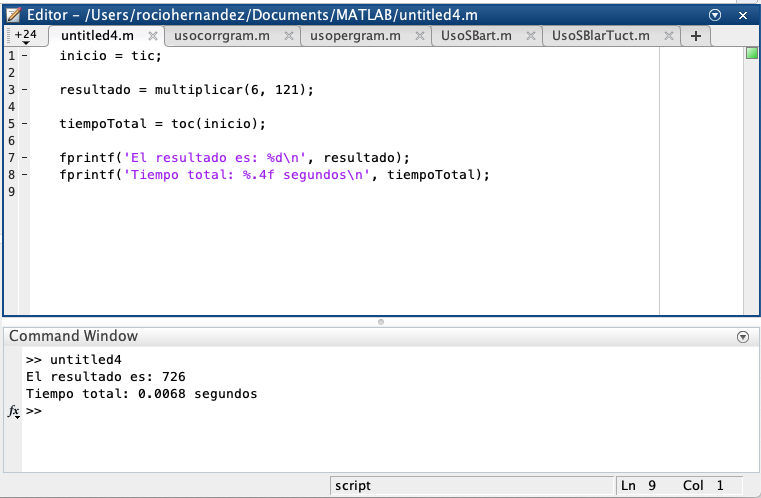 Editor - /Users/rociohernandez/Documents/MATLAB/untitled4.m
+24 untitled4.m usocorrgram.m usopergram.m UsoSBart.m UsoSBlarTuct.m +
1 - inicio = tic;
2
3 - resultado = multiplicar(6, 121);
4
5 - tiempoTotal = toc(inicio);
6
7 - fprintf('El resultado es: %d\n', resultado);
8 - fprintf('Tiempo total: %.4f segundos\n', tiempoTotal);
9
Command Window
>> untitled4
El resultado es: 726
Tiempo total: 0.0068 segundos
fx >>
script Ln 9 Col 1